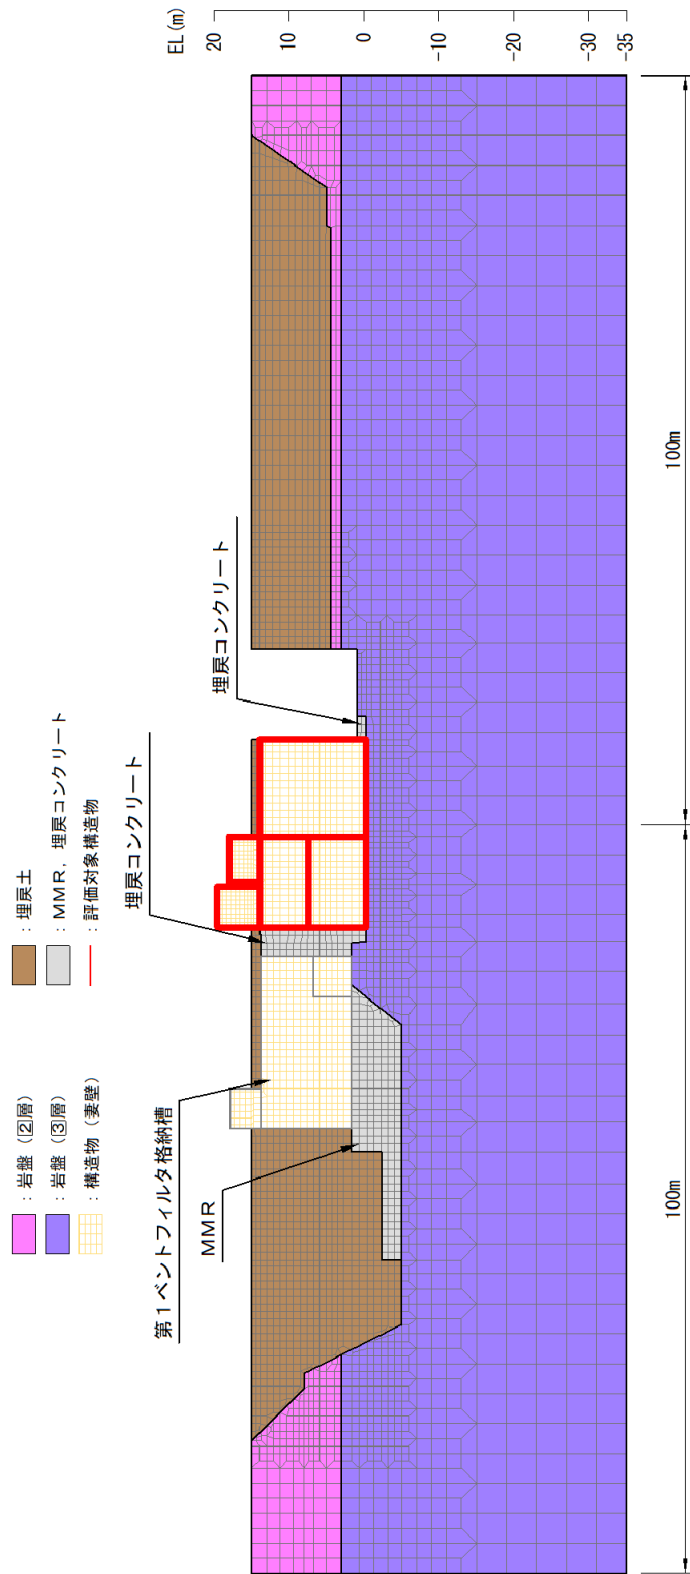 ：岩盤（②層）
：岩盤（③層）
：構造物（妻壁）
：埋戻土
：ＭＭＲ，埋戻コンクリート
：評価対象構造物
第１ベントフィルタ格納槽
ＭＭＲ
埋戻コンクリート
埋戻コンクリート
EL(m)
20
10
0
-10
-20
-30
-35
100m
100m